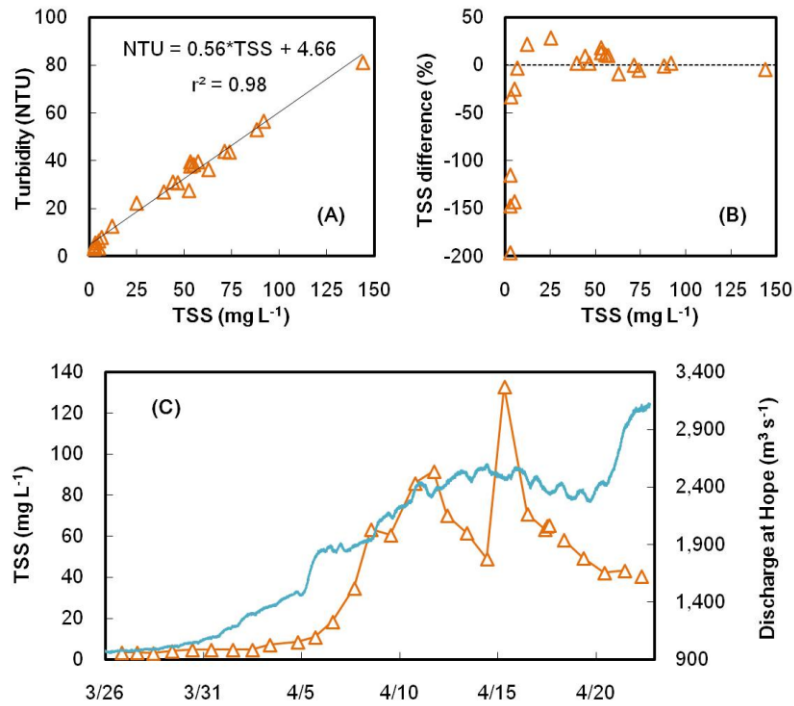 100
80
60
40
20
0
Turbidity (NTU)
NTU = 0.56*TSS + 4.66
r² = 0.98
(A)
0 25 50 75 100 125 150
TSS (mg L⁻¹)
50
0
-50
-100
-150
-200
TSS difference (%)
(B)
0 25 50 75 100 125 150
TSS (mg L⁻¹)
140
120
100
80
60
40
20
0
TSS (mg L⁻¹)
(C)
3,400
2,900
2,400
1,900
1,400
900
Discharge at Hope (m³ s⁻¹)
3/26 3/31 4/5 4/10 4/15 4/20